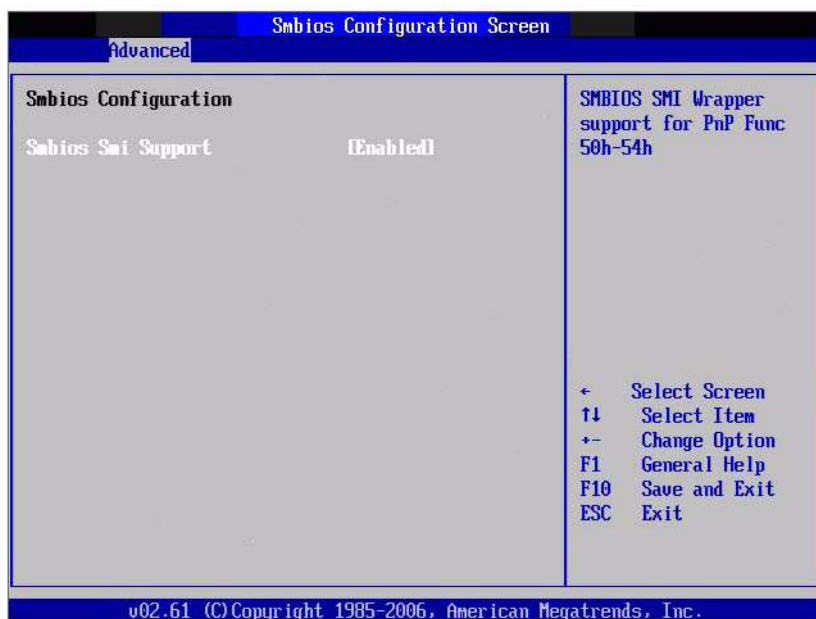 Smbios Configuration Screen
Advanced
Smbios Configuration
Smbios Smi Support [Enabled]
SMBIOS SMI Wrapper
support for PnP Func
50h-54h
← Select Screen
↑↓ Select Item
+- Change Option
F1 General Help
F10 Save and Exit
ESC Exit
v02.61 (C)Copyright 1985-2006, American Megatrends, Inc.